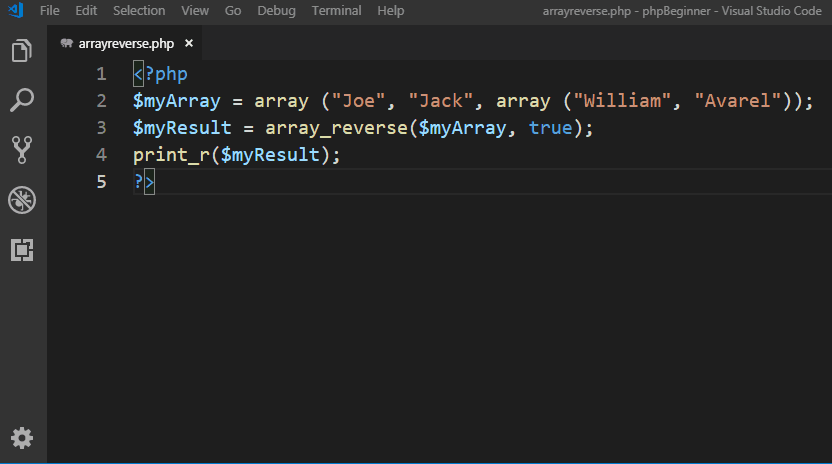 File Edit Selection View Go Debug Terminal Help arrayreverse.php - phpBeginner - Visual Studio Code
arrayreverse.php ×
1 <?php
2 $myArray = array ("Joe", "Jack", array ("William", "Avarel"));
3 $myResult = array_reverse($myArray, true);
4 print_r($myResult);
5 ?>